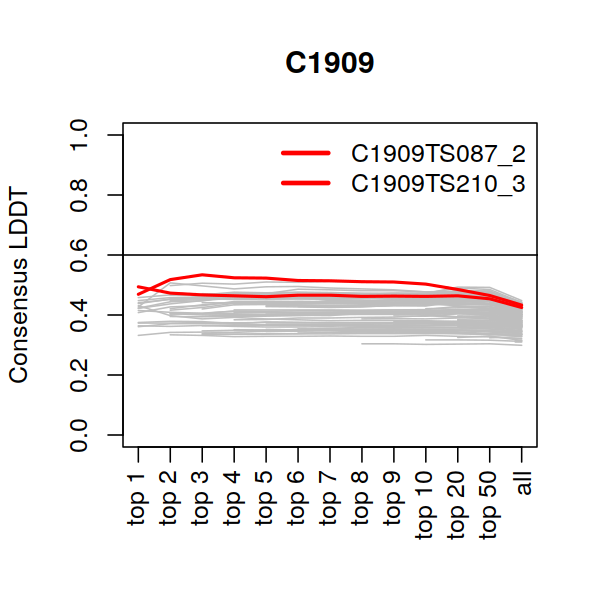 C1909
Consensus LDDT
1.0
0.8
0.6
0.4
0.2
0.0
C1909TS087_2
C1909TS210_3
top 1
top 2
top 3
top 4
top 5
top 6
top 7
top 8
top 9
top 10
top 20
top 50
all